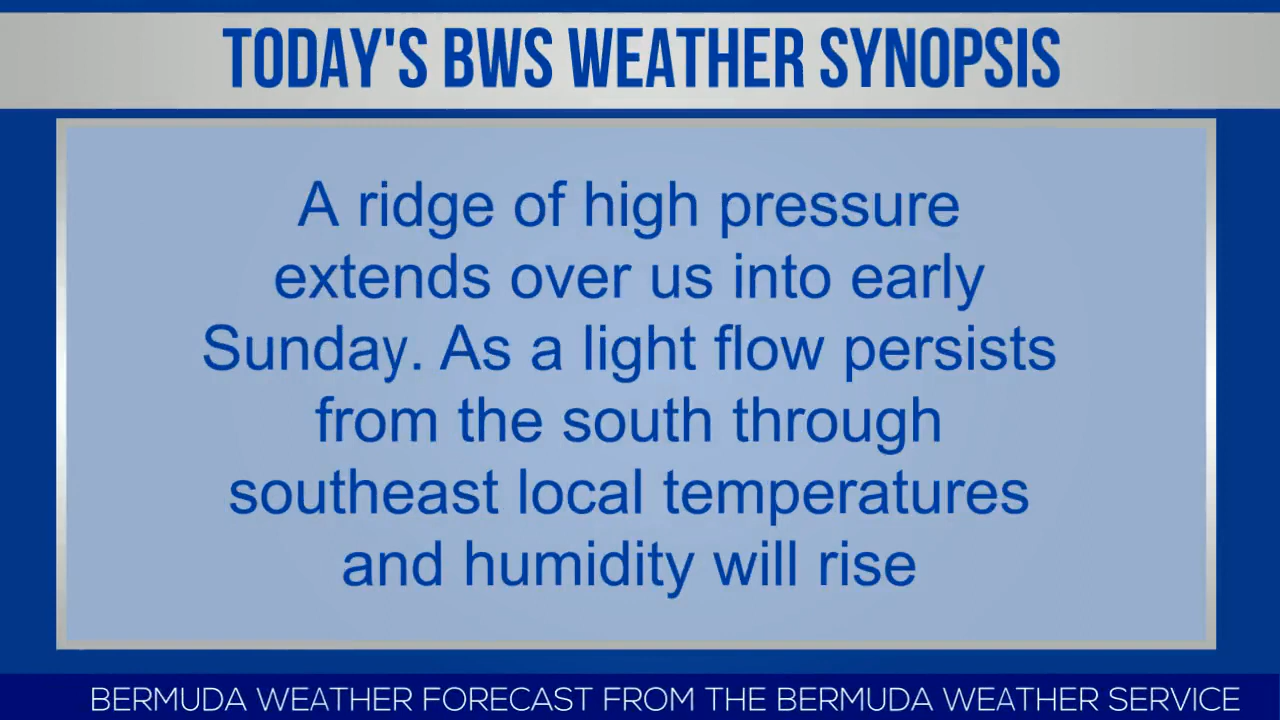 TODAY'S BWS WEATHER SYNOPSIS
A ridge of high pressure
extends over us into early
Sunday. As a light flow persists
from the south through
southeast local temperatures
and humidity will rise
BERMUDA WEATHER FORECAST FROM THE BERMUDA WEATHER SERVICE